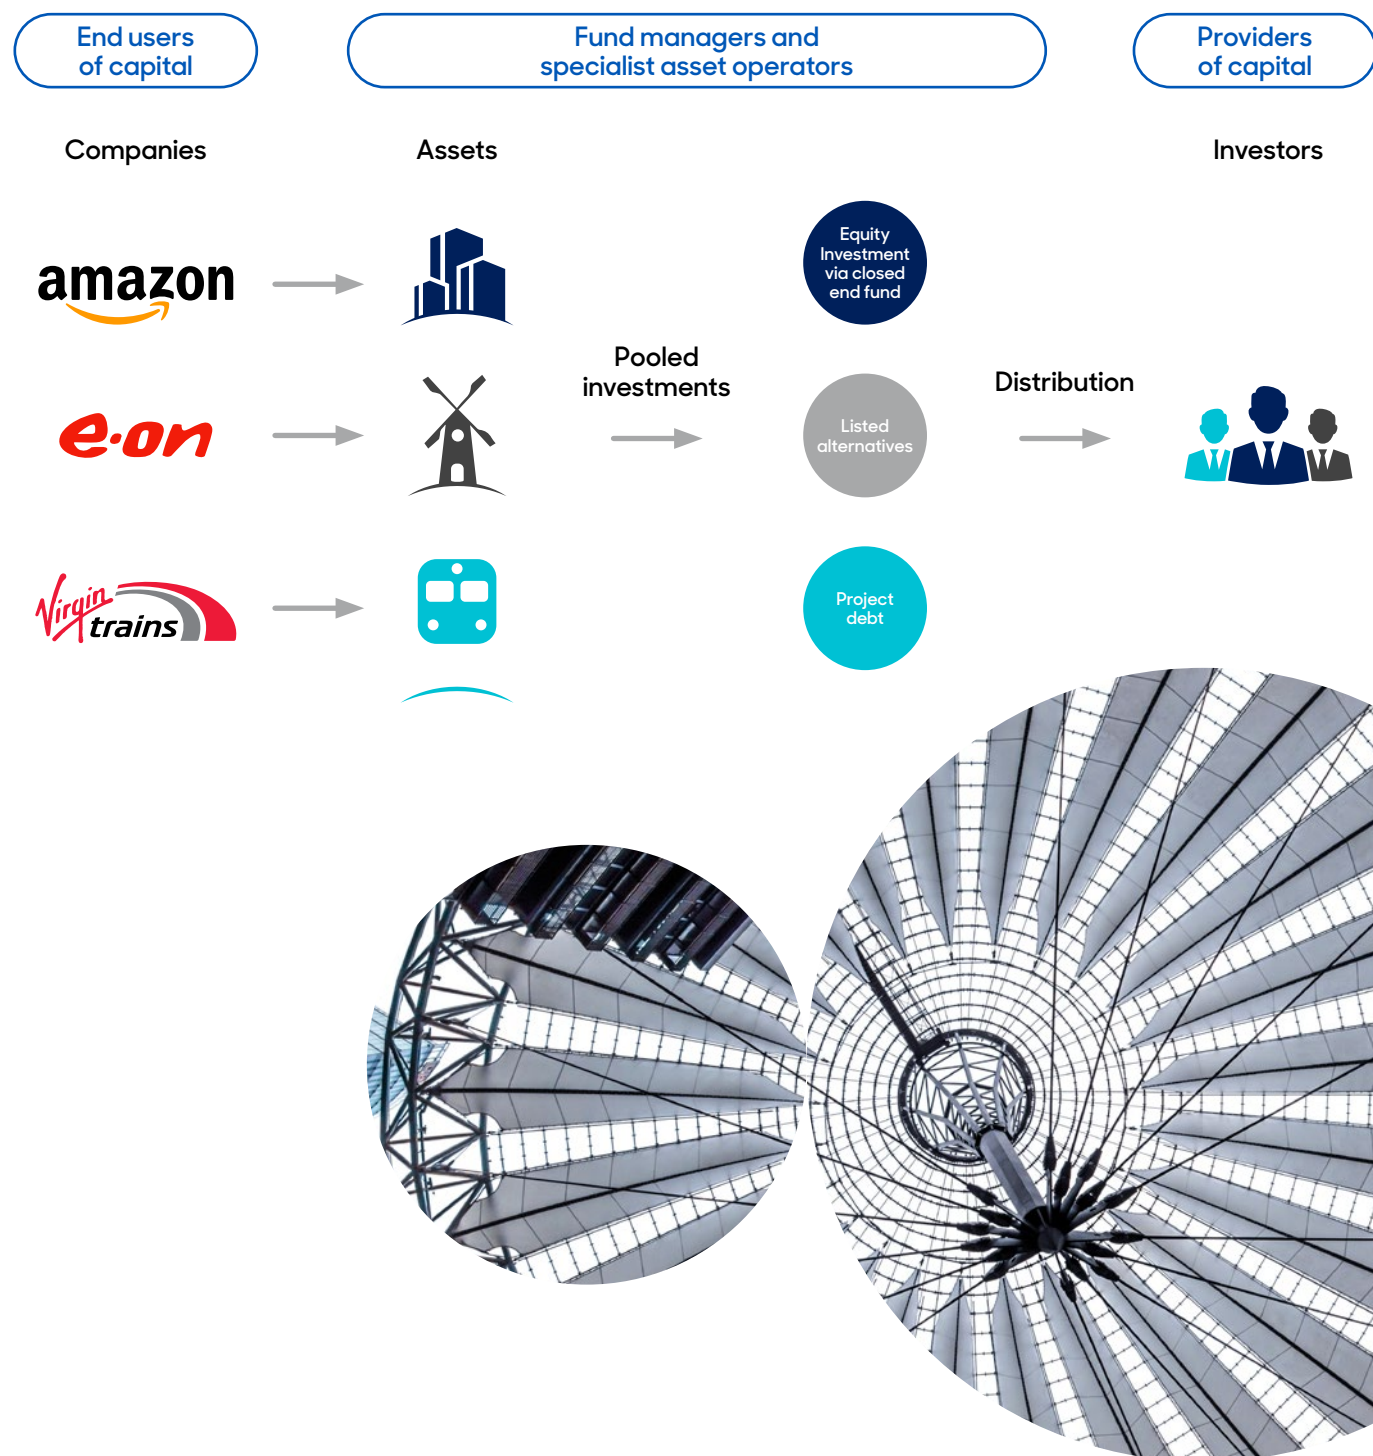 End users
of capital
Fund managers and
specialist asset operators
Providers
of capital
Companies
Assets
Investors
amazon
Equity
Investment
via closed
end fund
Pooled
investments
Distribution
e·on
Listed
alternatives
Virgin
trains
Project
debt